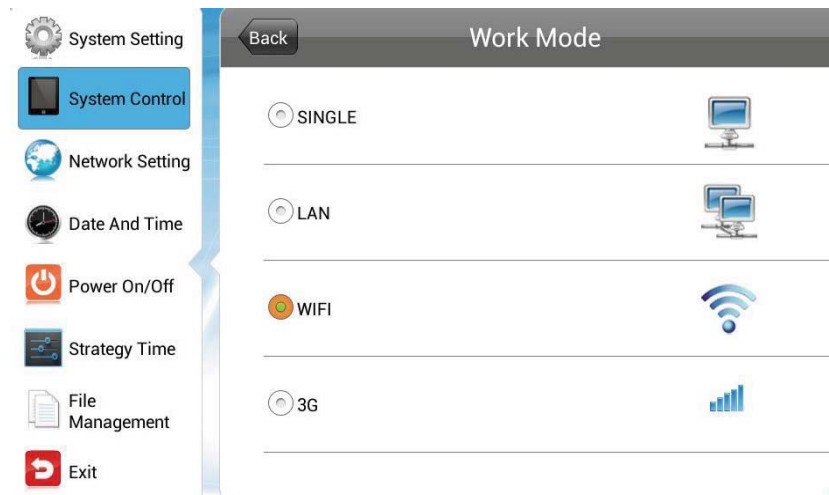 System Setting
System Control
Network Setting
Date And Time
Power On/Off
Strategy Time
File
Management
Exit
Back
Work Mode
SINGLE
LAN
WIFI
3G